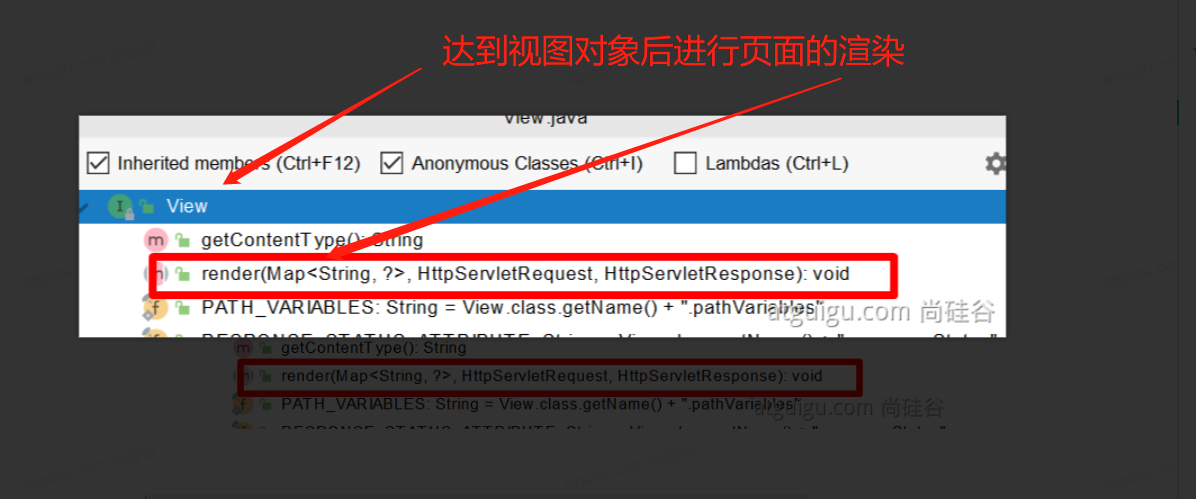 达到视图对象后进行页面的渲染
View.java
Inherited members (Ctrl+F12)
Anonymous Classes (Ctrl+I)
Lambdas (Ctrl+L)
I View
m getContentType(): String
m render(Map<String, ?>, HttpServletRequest, HttpServletResponse): void
f PATH_VARIABLES: String = View.class.getName() + ".pathVariables"
atguigu.com 尚硅谷
m getContentType(): String
m render(Map<String, ?>, HttpServletRequest, HttpServletResponse): void
f PATH_VARIABLES: String = View.class.getName() + ".pathVariables"
atguigu.com 尚硅谷